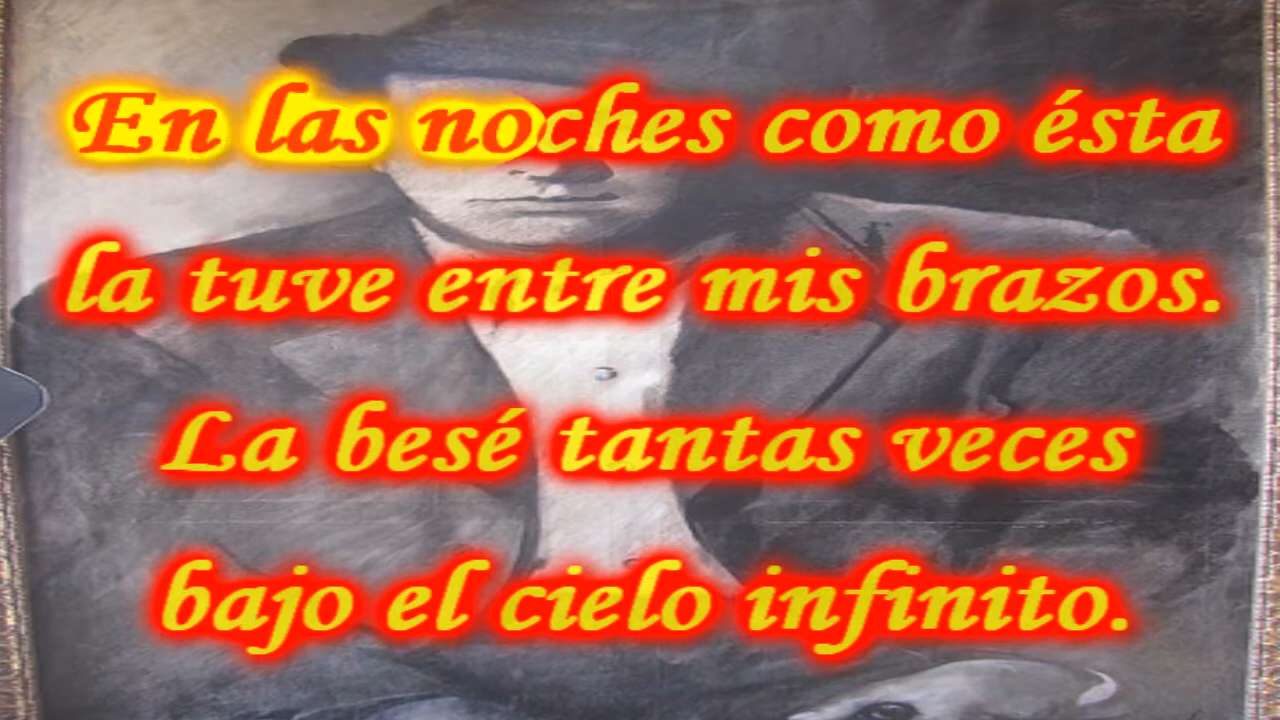 En las noches como ésta
la tuve entre mis brazos.
La besé tantas veces
bajo el cielo infinito.